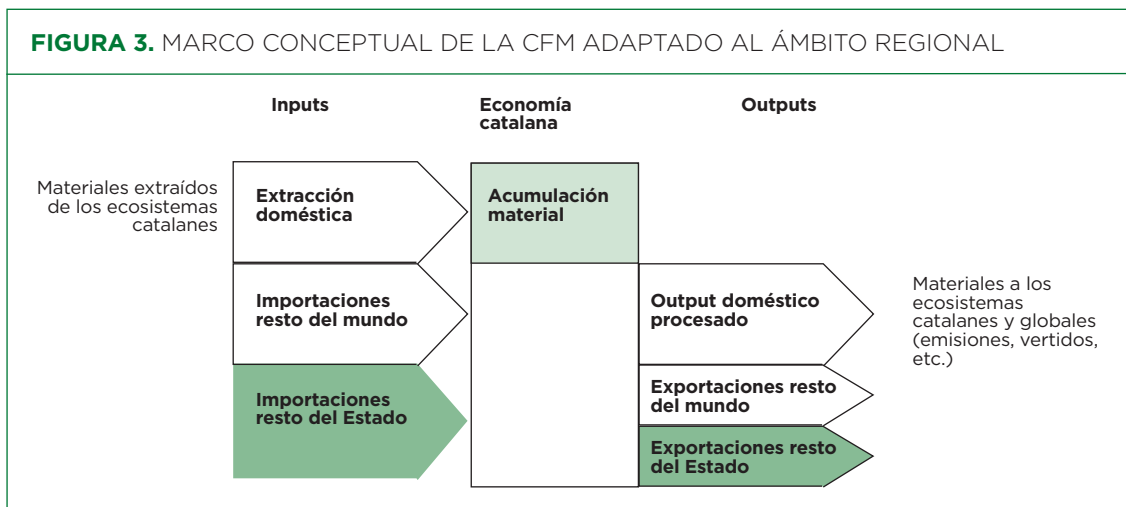 FIGURA 3. MARCO CONCEPTUAL DE LA CFM ADAPTADO AL ÁMBITO REGIONAL
Inputs
Economía
catalana
Outputs
Materiales extraídos
de los ecosistemas
catalanes
Extracción
doméstica
Acumulación
material
Importaciones
resto del mundo
Output doméstico
procesado
Materiales a los
ecosistemas
catalanes y globales
(emisiones, vertidos,
etc.)
Importaciones
resto del Estado
Exportaciones resto
del mundo
Exportaciones resto
del Estado